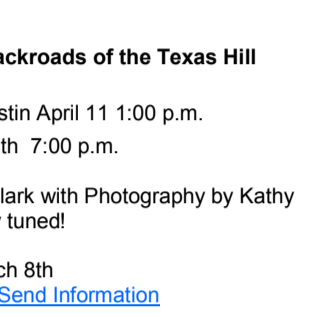 ackroads of the Texas Hill
stin April 11 1:00 p.m.
th 7:00 p.m.
lark with Photography by Kathy
tuned!
ch 8th
Send Information